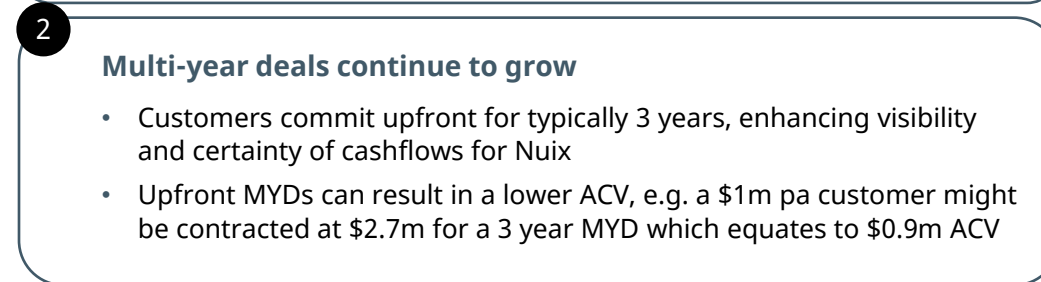 2
Multi-year deals continue to grow
• Customers commit upfront for typically 3 years, enhancing visibility
and certainty of cashflows for Nuix
• Upfront MYDs can result in a lower ACV, e.g. a $1m pa customer might
be contracted at $2.7m for a 3 year MYD which equates to $0.9m ACV